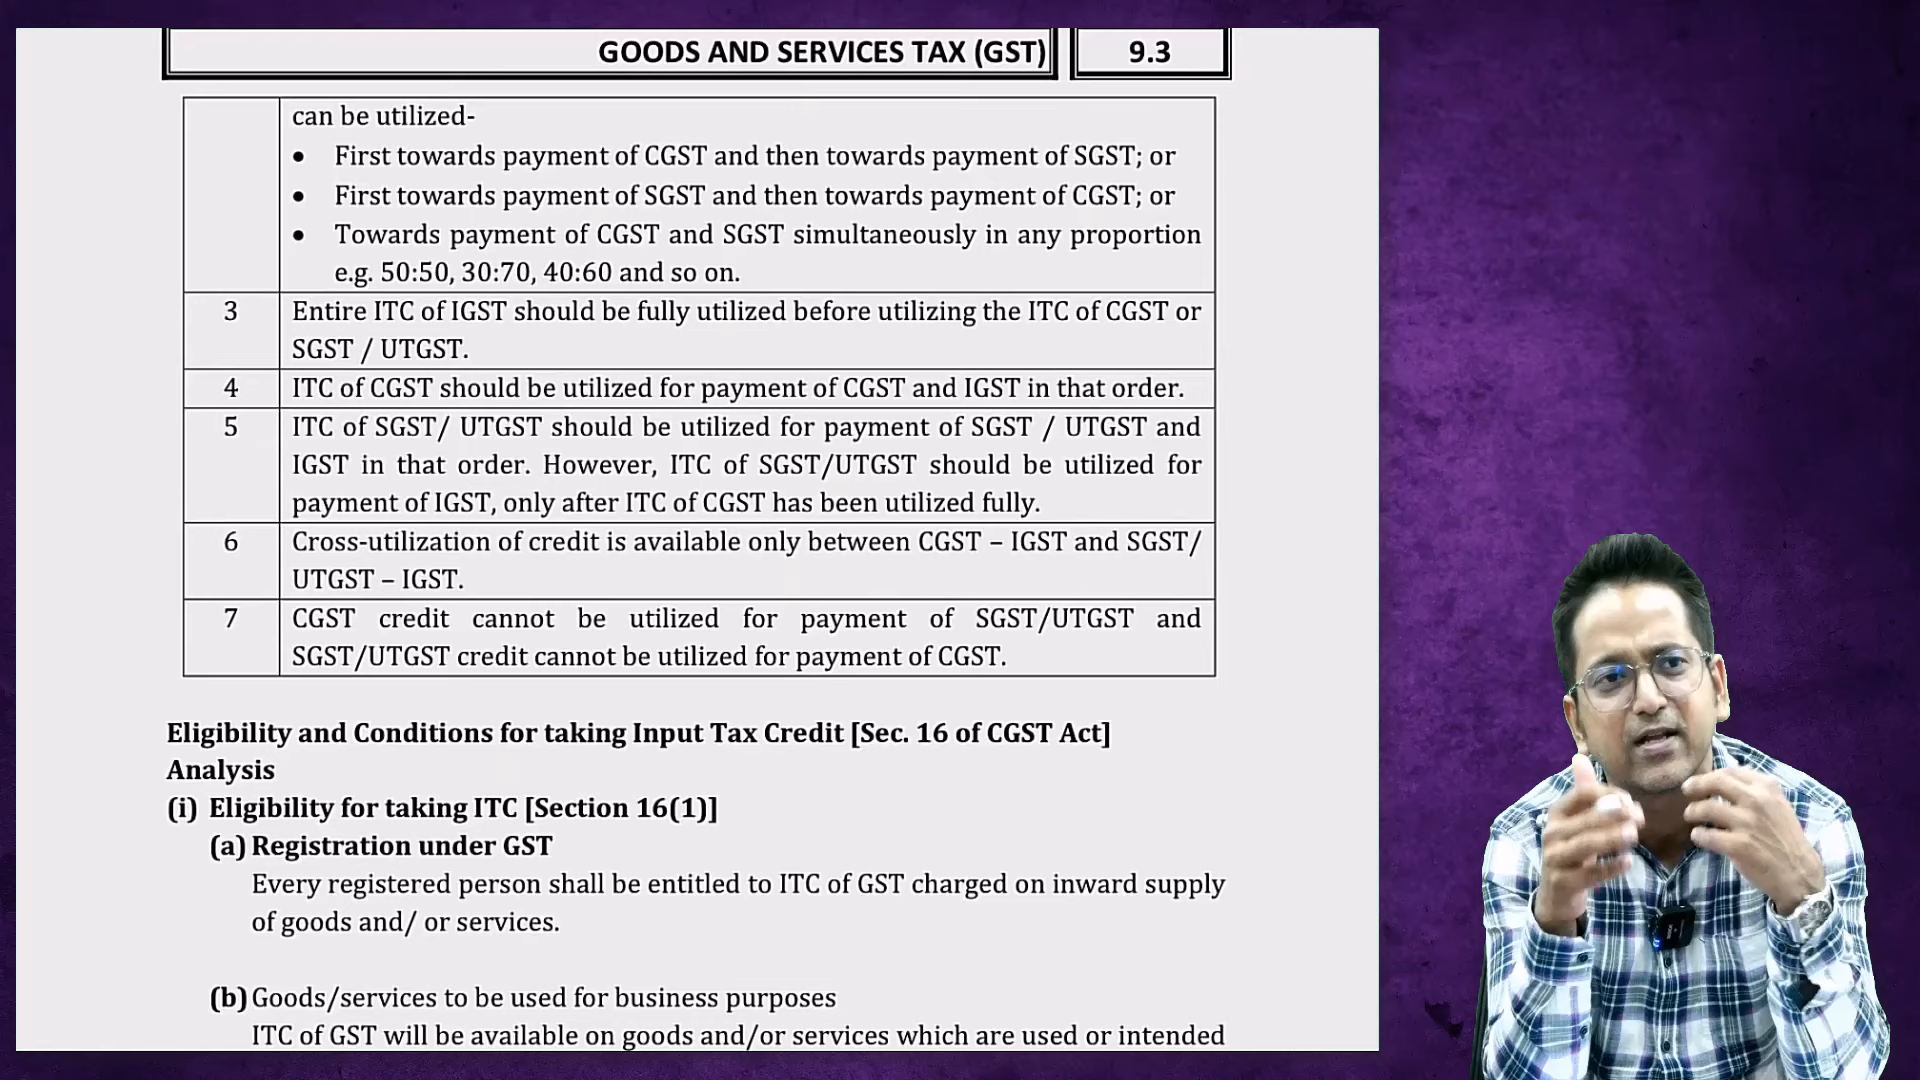 GOODS AND SERVICES TAX (GST)
9.3
can be utilized-
• First towards payment of CGST and then towards payment of SGST; or
• First towards payment of SGST and then towards payment of CGST; or
• Towards payment of CGST and SGST simultaneously in any proportion
e.g. 50:50, 30:70, 40:60 and so on.
3 Entire ITC of IGST should be fully utilized before utilizing the ITC of CGST or
SGST / UTGST.
4 ITC of CGST should be utilized for payment of CGST and IGST in that order.
5 ITC of SGST/ UTGST should be utilized for payment of SGST / UTGST and
IGST in that order. However, ITC of SGST/UTGST should be utilized for
payment of IGST, only after ITC of CGST has been utilized fully.
6 Cross-utilization of credit is available only between CGST – IGST and SGST/
UTGST – IGST.
7 CGST credit cannot be utilized for payment of SGST/UTGST and
SGST/UTGST credit cannot be utilized for payment of CGST.
Eligibility and Conditions for taking Input Tax Credit [Sec. 16 of CGST Act]
Analysis
(i) Eligibility for taking ITC [Section 16(1)]
(a) Registration under GST
Every registered person shall be entitled to ITC of GST charged on inward supply
of goods and/ or services.
(b) Goods/services to be used for business purposes
ITC of GST will be available on goods and/or services which are used or intended